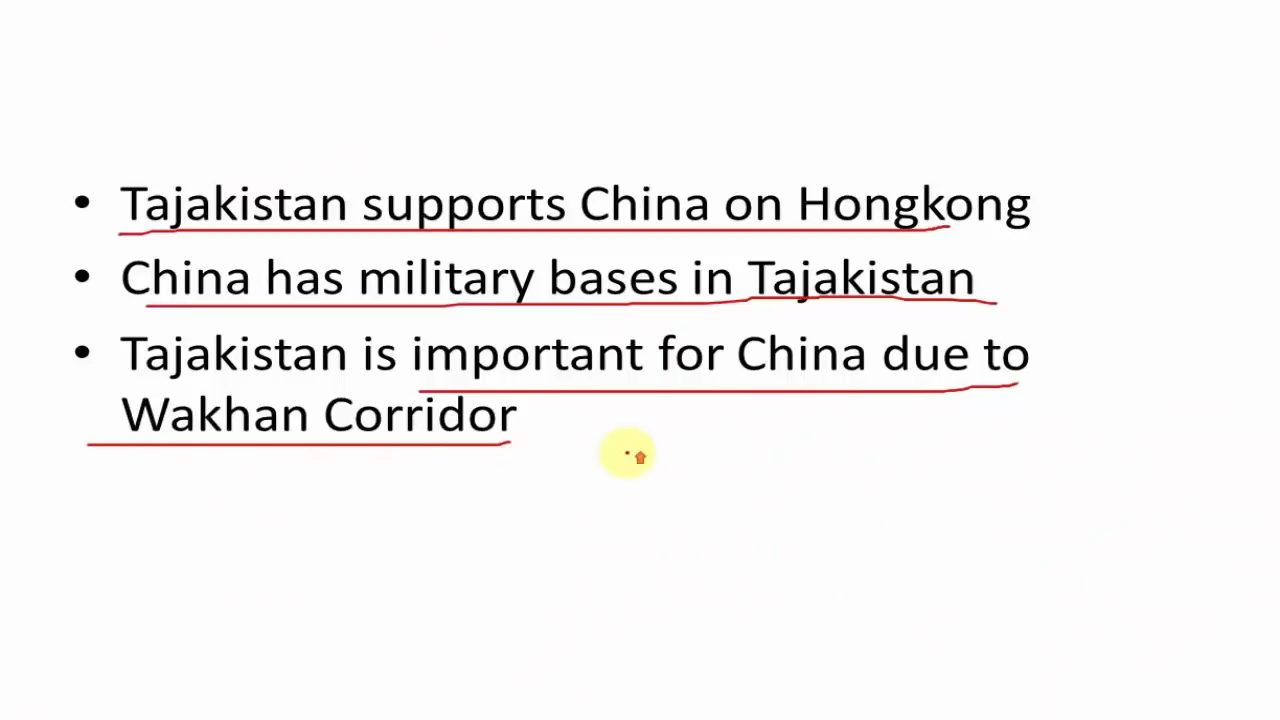 • Tajakistan supports China on Hongkong
• China has military bases in Tajakistan
• Tajakistan is important for China due to
Wakhan Corridor